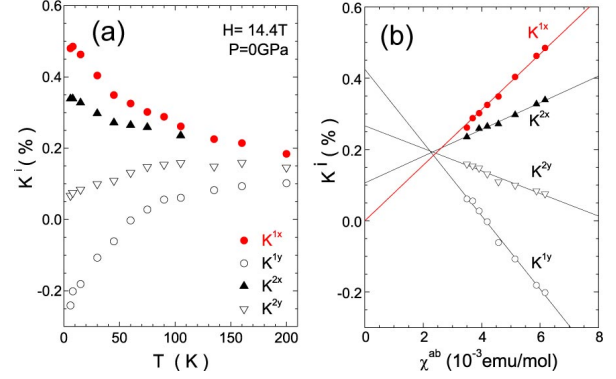 (a)
H= 14.4T
P=0GPa
K^i ( % )
0.6
0.4
0.2
0.0
-0.2
K^1x
K^1y
K^2x
K^2y
0 50 100 150 200
T ( K )
(b)
K^i ( % )
0.6
0.4
0.2
0.0
-0.2
K^1x
K^2x
K^2y
K^1y
0 2 4 6 8
χ^ab (10^-3 emu/mol)